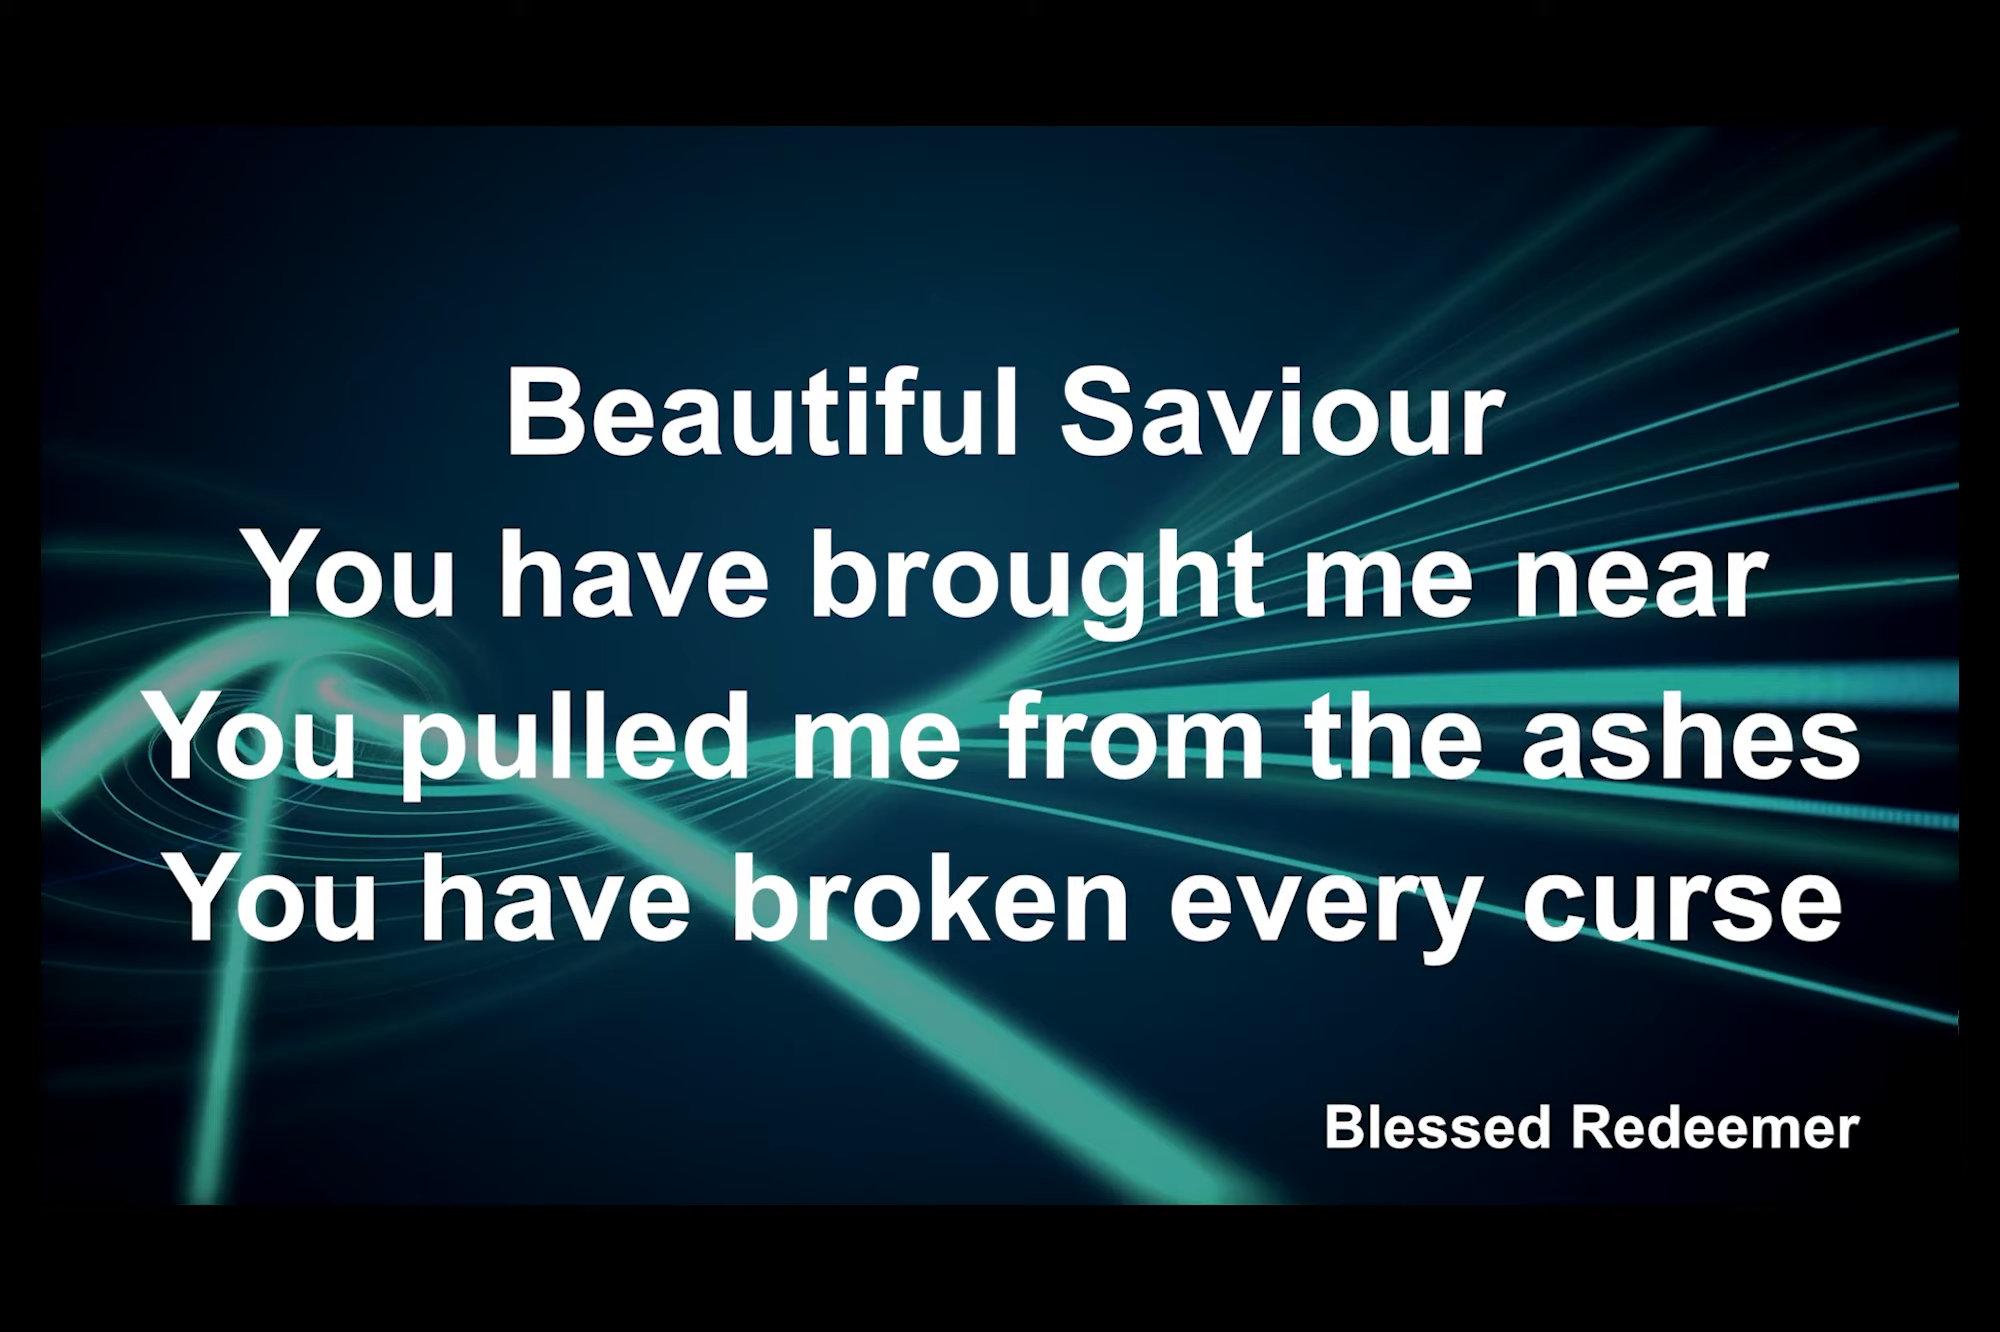 Beautiful Saviour
You have brought me near
You pulled me from the ashes
You have broken every curse
Blessed Redeemer